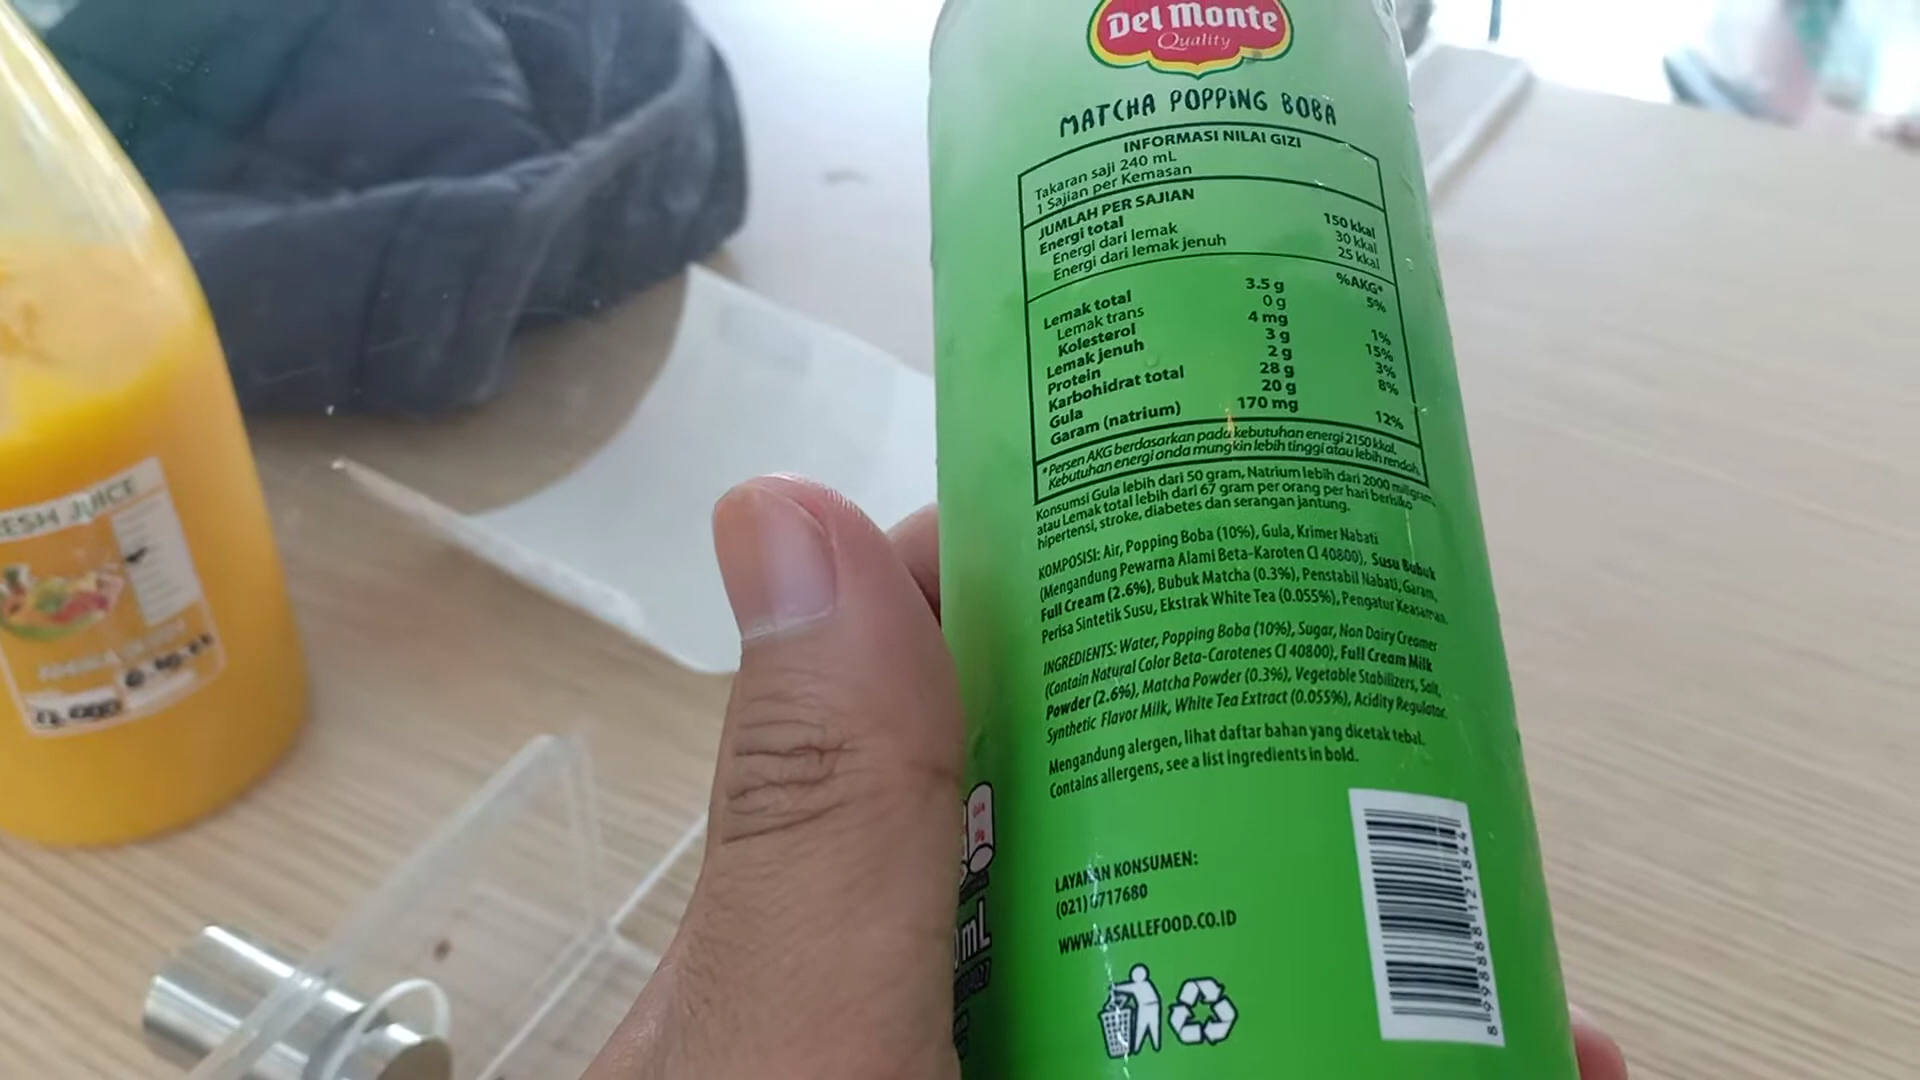 Del Monte
Quality
MATCHA POPPING BOBA
INFORMASI NILAI GIZI
Takaran saji 240 mL
1 Sajian per Kemasan
JUMLAH PER SAJIAN
Energi total 150 kkal
Energi dari lemak 30 kkal
Energi dari lemak jenuh 25 kkal
%AKG*
Lemak total 3.5 g 5%
Lemak trans 0 g
Kolesterol 4 mg 1%
Lemak jenuh 3 g 15%
Protein 2 g 3%
Karbohidrat total 28 g 8%
Gula 20 g
Garam (natrium) 170 mg 12%
*Persen AKG berdasarkan pada kebutuhan energi 2150 kkal,
Kebutuhan energi anda mungkin lebih tinggi atau lebih rendah.
Konsumsi Gula lebih dari 50 gram, Natrium lebih dari 2000 miligram,
atau Lemak total lebih dari 67 gram per orang per hari berisiko
hipertensi, stroke, diabetes dan serangan jantung.
KOMPOSISI: Air, Popping Boba (10%), Gula, Krimer Nabati
(Mengandung Pewarna Alami Beta-Karoten CI 40800), Susu Bubuk
Full Cream (2.6%), Bubuk Matcha (0.3%), Penstabil Nabati, Garam,
Perisa Sintetik Susu, Ekstrak White Tea (0.055%), Pengatur Keasaman.
INGREDIENTS: Water, Popping Boba (10%), Sugar, Non Dairy Creamer
(Contain Natural Color Beta-Carotenes CI 40800), Full Cream Milk
Powder (2.6%), Matcha Powder (0.3%), Vegetable Stabilizers, Salt,
Synthetic Flavor Milk, White Tea Extract (0.055%), Acidity Regulator.
Mengandung alergen, lihat daftar bahan yang dicetak tebal.
Contains allergens, see a list ingredients in bold.
LAYANAN KONSUMEN:
(021) 6717680
WWW.LASALLEFOOD.CO.ID
8 998888 121844
mL
ESH JUICE